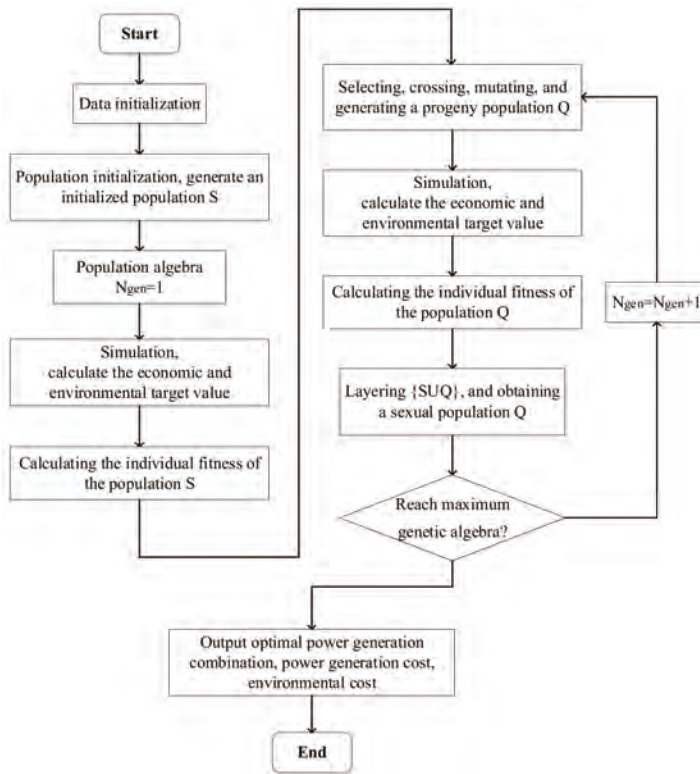 Start
Data initialization
Population initialization, generate an
initialized population S
Population algebra
Ngen=1
Simulation,
calculate the economic and
environmental target value
Calculating the individual fitness of
the population S
Selecting, crossing, mutating, and
generating a progeny population Q
Simulation,
calculate the economic and
environmental target value
Calculating the individual fitness of
the population Q
Layering {SUQ}, and obtaining
a sexual population Q
Reach maximum
genetic algebra?
Ngen=Ngen+1
Output optimal power generation
combination, power generation cost,
environmental cost
End